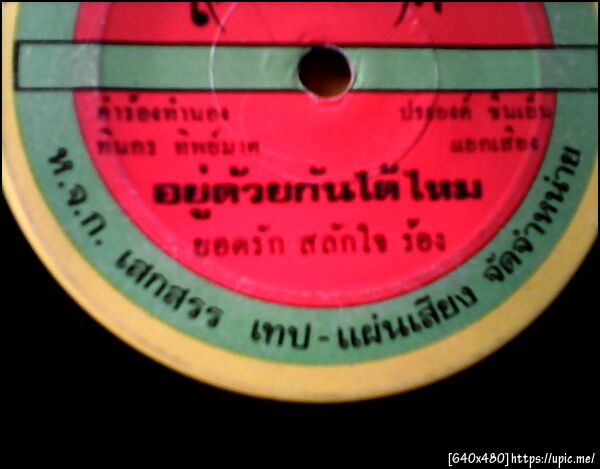 คำร้องทำนอง
ทินกร ทิพย์มาศ
ประยงค์ ชื่นเย็น
แยกเสียง
อยู่ด้วยกันได้ไหม
ยอดรัก สลักใจ ร้อง
ห.จ.ก. เสกสรร เทป-แผ่นเสียง จัดจำหน่าย
[640x480]https://upic.me/